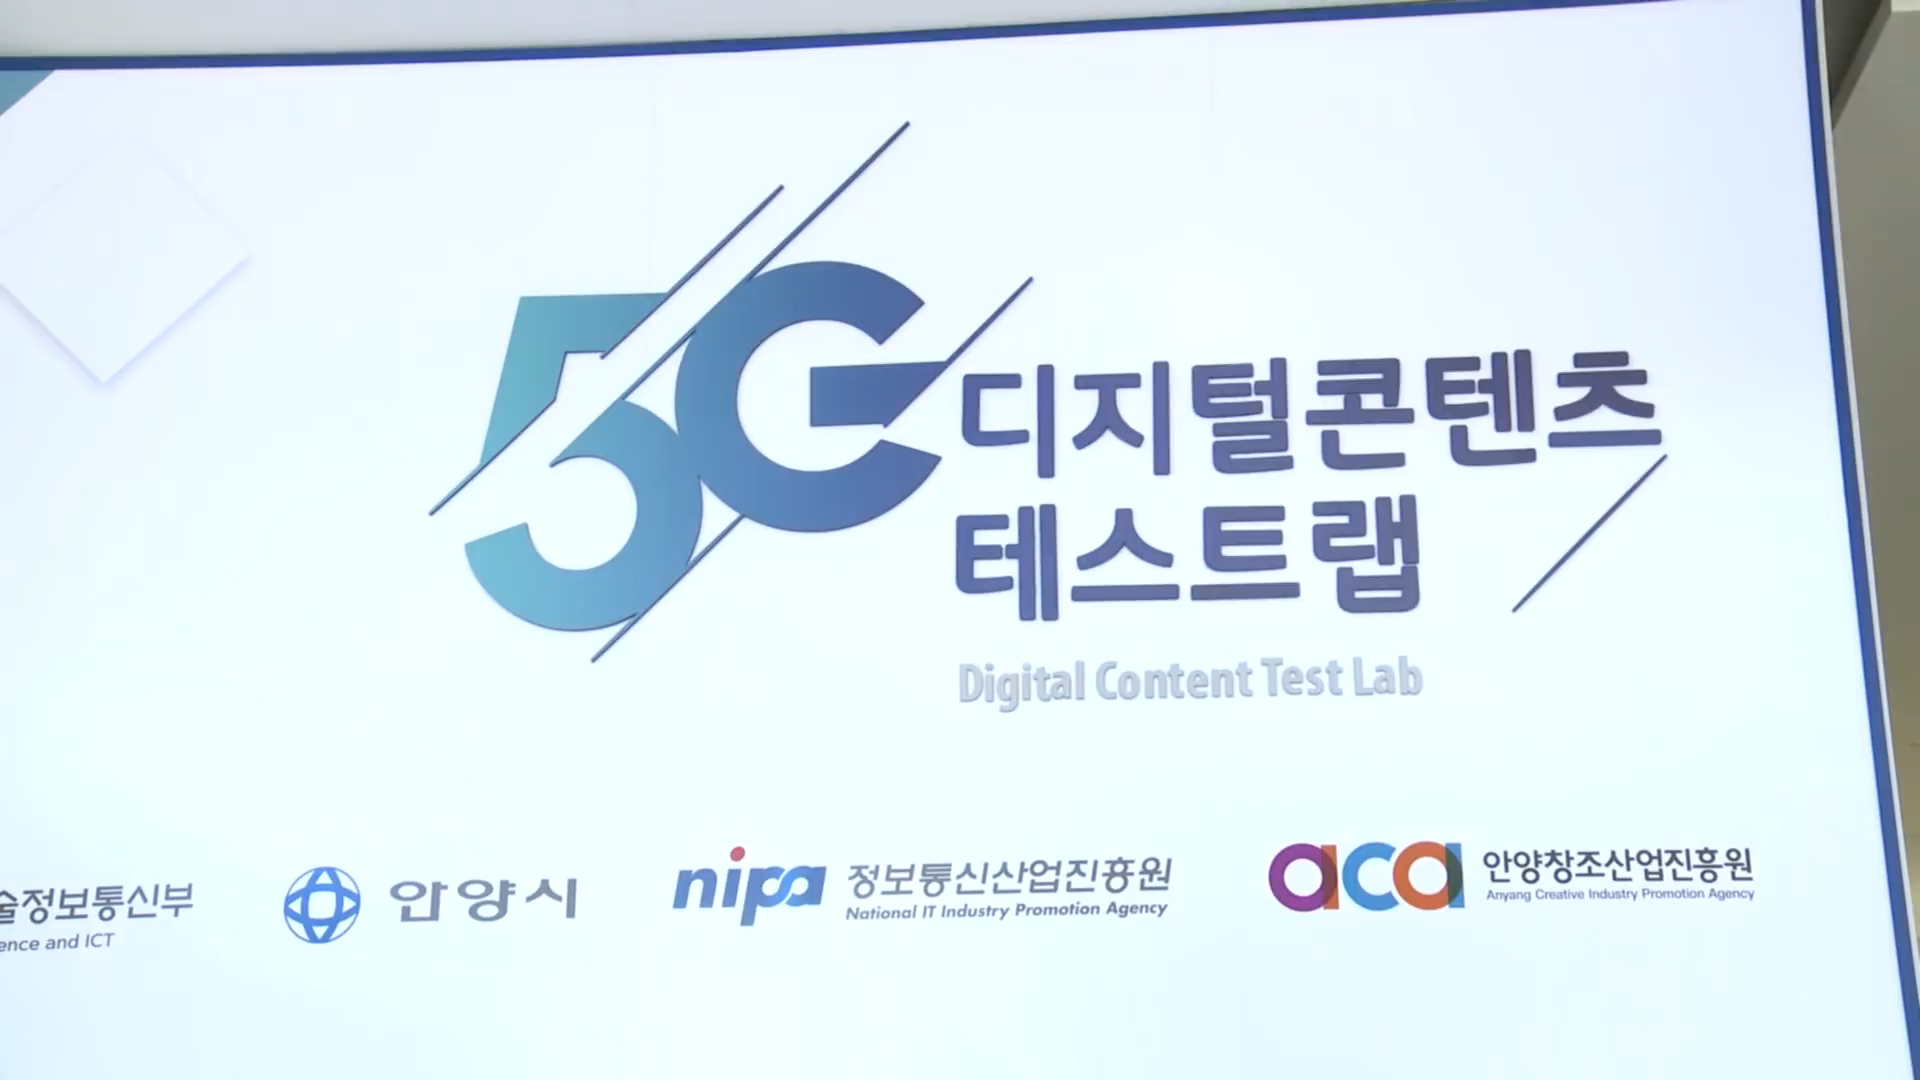 5G 디지털콘텐츠
테스트랩
Digital Content Test Lab
술정보통신부
ence and ICT
안양시
nipa 정보통신산업진흥원
National IT Industry Promotion Agency
aca 안양창조산업진흥원
Anyang Creative Industry Promotion Agency